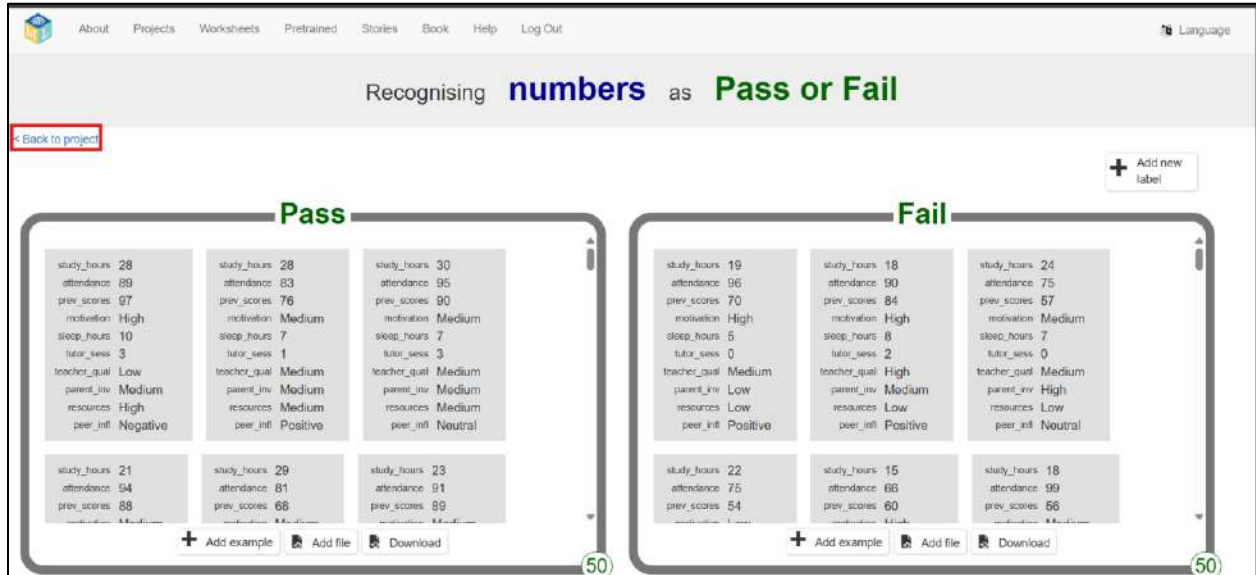 About Projects Worksheets Pretrained Stories Book Help Log Out Language
Recognising numbers as Pass or Fail
< Back to project
+ Add new label
Pass
study_hours 28
attendance 89
prev_scores 97
motivation High
sleep_hours 10
tutor_sess 3
teacher_qual Low
parent_inv Medium
resources High
peer_infl Negative
study_hours 28
attendance 83
prev_scores 76
motivation Medium
sleep_hours 7
tutor_sess 1
teacher_qual Medium
parent_inv Medium
resources Medium
peer_infl Positive
study_hours 30
attendance 95
prev_scores 90
motivation Medium
sleep_hours 7
tutor_sess 3
teacher_qual Medium
parent_inv Medium
resources Medium
peer_infl Neutral
study_hours 21
attendance 94
prev_scores 88
study_hours 29
attendance 81
prev_scores 68
study_hours 23
attendance 91
prev_scores 89
+ Add example Add file Download
50
Fail
study_hours 19
attendance 96
prev_scores 70
motivation High
sleep_hours 5
tutor_sess 0
teacher_qual Medium
parent_inv Low
resources Low
peer_infl Positive
study_hours 18
attendance 90
prev_scores 84
motivation High
sleep_hours 8
tutor_sess 2
teacher_qual High
parent_inv Medium
resources Low
peer_infl Positive
study_hours 24
attendance 75
prev_scores 57
motivation Medium
sleep_hours 7
tutor_sess 0
teacher_qual Medium
parent_inv High
resources Low
peer_infl Neutral
study_hours 22
attendance 75
prev_scores 54
study_hours 15
attendance 66
prev_scores 60
study_hours 18
attendance 99
prev_scores 56
+ Add example Add file Download
50